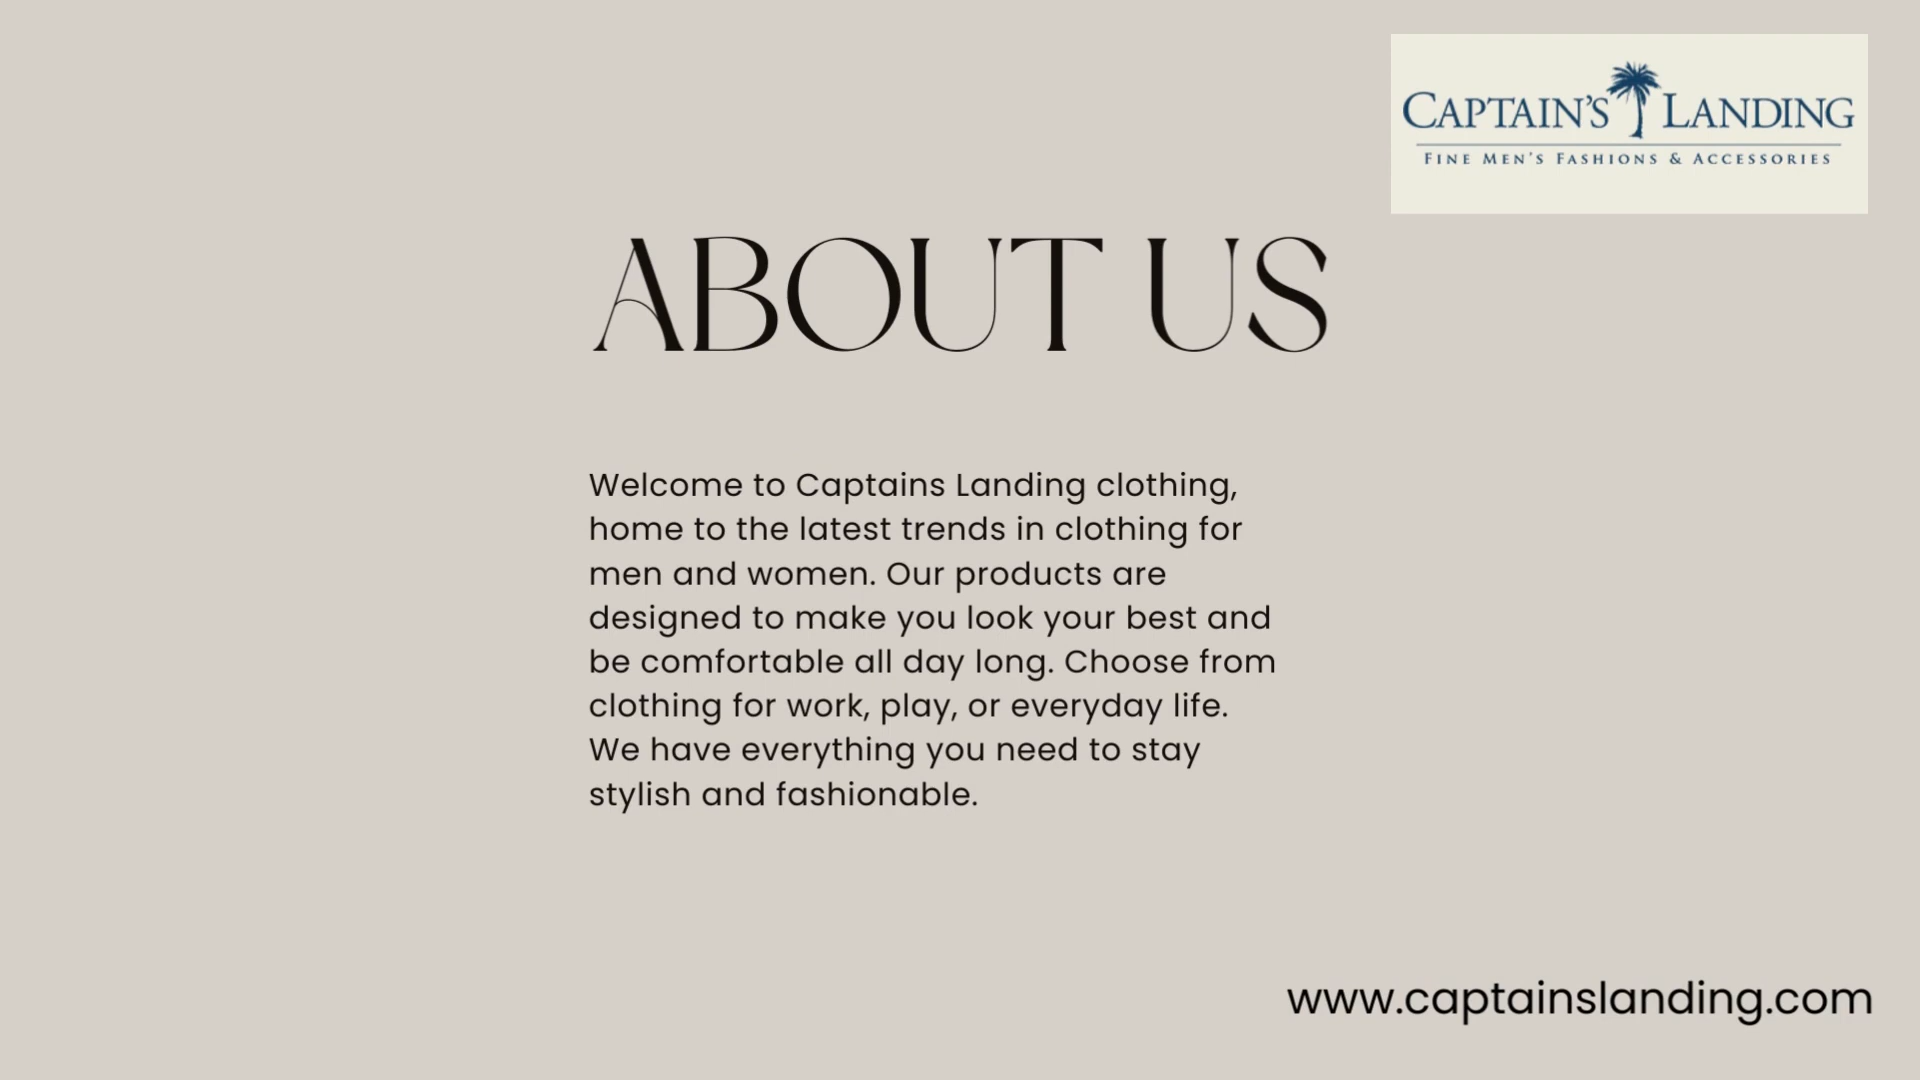 CAPTAIN'S LANDING
FINE MEN'S FASHIONS & ACCESSORIES
ABOUT US
Welcome to Captains Landing clothing,
home to the latest trends in clothing for
men and women. Our products are
designed to make you look your best and
be comfortable all day long. Choose from
clothing for work, play, or everyday life.
We have everything you need to stay
stylish and fashionable.
www.captainslanding.com